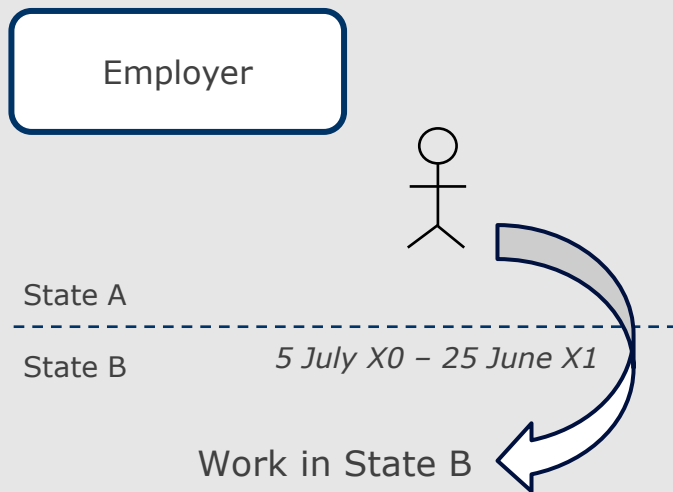 Employer
State A
State B
5 July X0 – 25 June X1
Work in State B